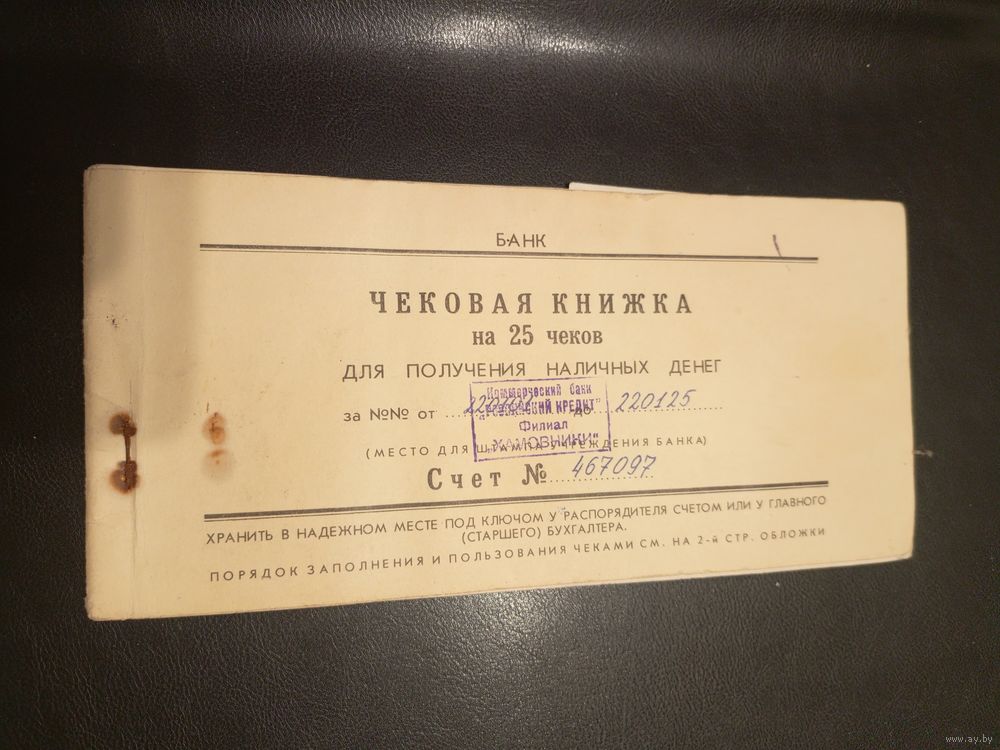 БАНК
ЧЕКОВАЯ КНИЖКА
на 25 чеков
ДЛЯ ПОЛУЧЕНИЯ НАЛИЧНЫХ ДЕНЕГ
за №№ от до 220125
Коммерческий банк
КРЕДИТ"
Филиал
„ХАМОВНИКИ"
(МЕСТО ДЛЯ ШТАМПА УЧРЕЖДЕНИЯ БАНКА)
Счет № 467097
ХРАНИТЬ В НАДЕЖНОМ МЕСТЕ ПОД КЛЮЧОМ У РАСПОРЯДИТЕЛЯ СЧЕТОМ ИЛИ У ГЛАВНОГО
(СТАРШЕГО) БУХГАЛТЕРА.
ПОРЯДОК ЗАПОЛНЕНИЯ И ПОЛЬЗОВАНИЯ ЧЕКАМИ СМ. НА 2-й СТР. ОБЛОЖКИ
www.ay.by